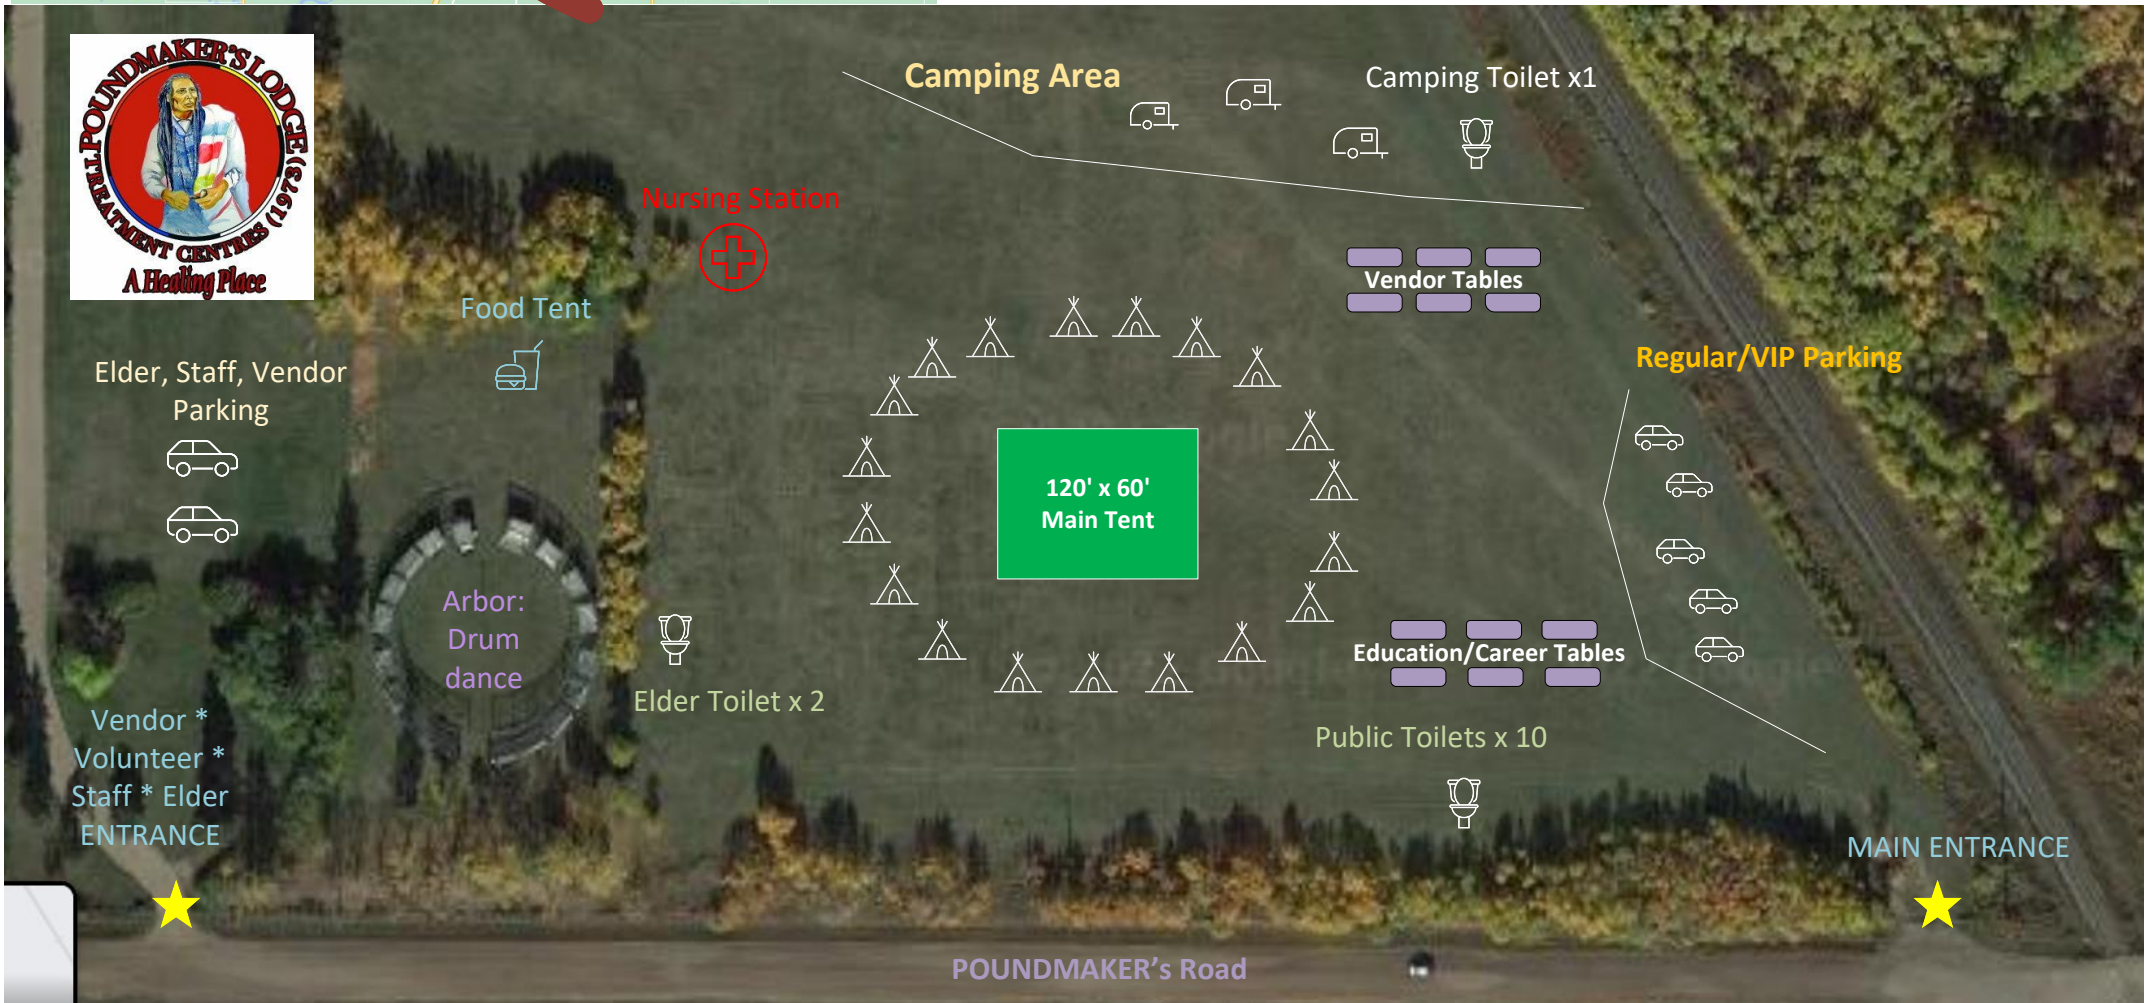 POUNDMAKER'S LODGE
TREATMENT CENTRES (1973)
A Healing Place
Camping Area
Camping Toilet x1
Nursing Station
Vendor Tables
Food Tent
Regular/VIP Parking
Elder, Staff, Vendor
Parking
120' x 60'
Main Tent
Arbor:
Drum
dance
Education/Career Tables
Elder Toilet x 2
Public Toilets x 10
Vendor *
Volunteer *
Staff * Elder
ENTRANCE
MAIN ENTRANCE
POUNDMAKER's Road